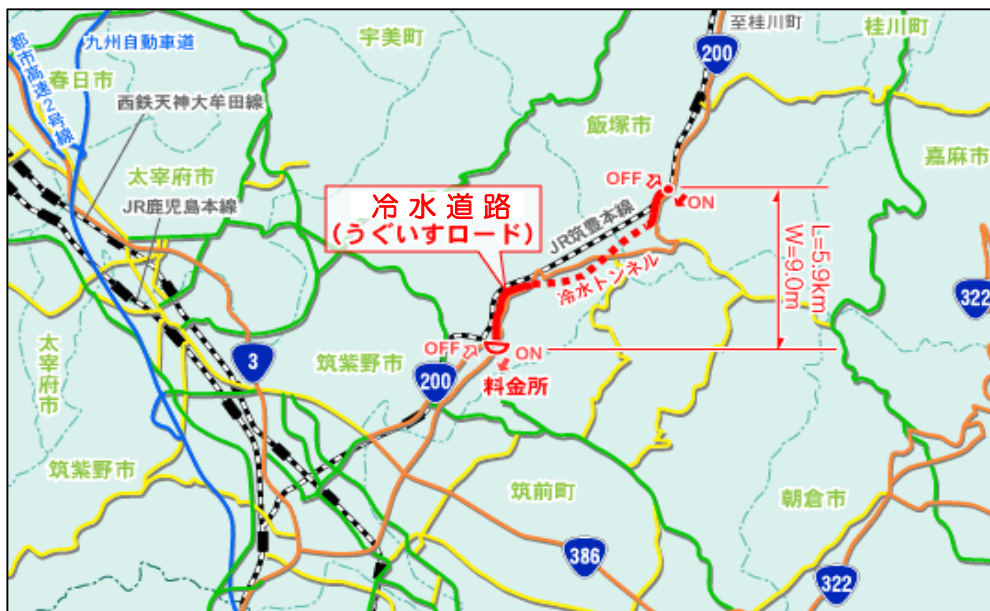 宇美町
至桂川町
桂川町
200
九州自動車道
都市高速2号線
春日市
西鉄天神大牟田線
飯塚市
嘉麻市
太宰府市
JR鹿児島本線
OFF
ON
冷水道路
(うぐいすロード)
JR筑豊本線
冷水トンネル
L=5.9km
W=9.0m
322
太宰府市
3
筑紫野市
OFF
ON
200
料金所
筑紫野市
筑前町
朝倉市
386
322